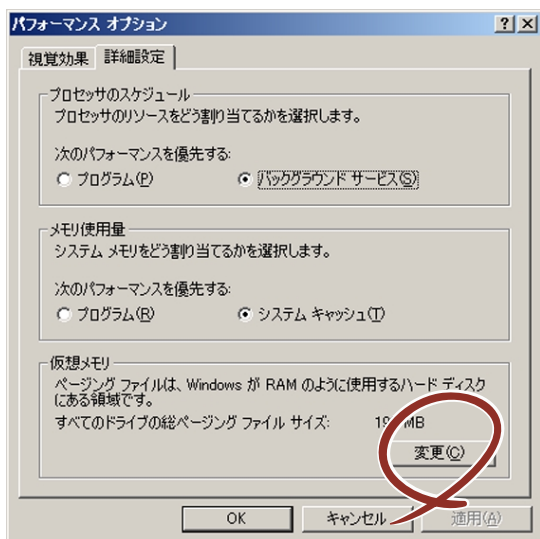 パフォーマンス オプション
視覚効果 詳細設定
プロセッサのスケジュール
プロセッサのリソースをどう割り当てるかを選択します。
次のパフォーマンスを優先する:
プログラム(P) バックグラウンド サービス(S)
メモリ使用量
システム メモリをどう割り当てるかを選択します。
次のパフォーマンスを優先する:
プログラム(R) システム キャッシュ(T)
仮想メモリ
ページング ファイルは、Windows が RAM のように使用するハード ディスク
にある領域です。
すべてのドライブの総ページング ファイル サイズ: MB
変更(C)
OK キャンセル 適用(A)